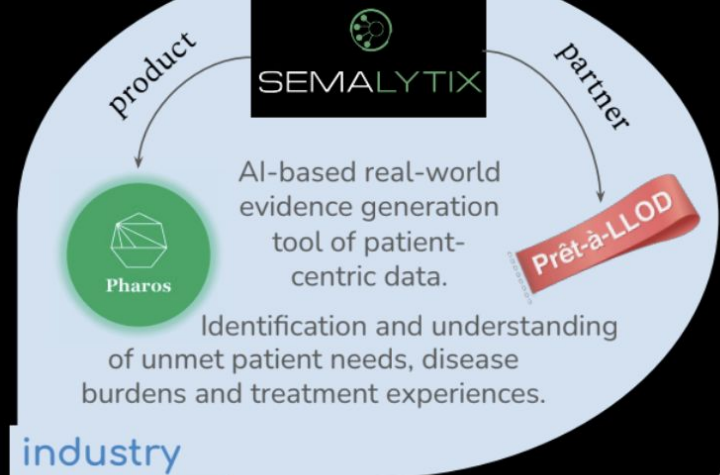 SEMALYTIX
product
partner
AI-based real-world
evidence generation
tool of patient-
centric data.
Pharos
Prêt-à-LLOD
Identification and understanding
of unmet patient needs, disease
burdens and treatment experiences.
industry